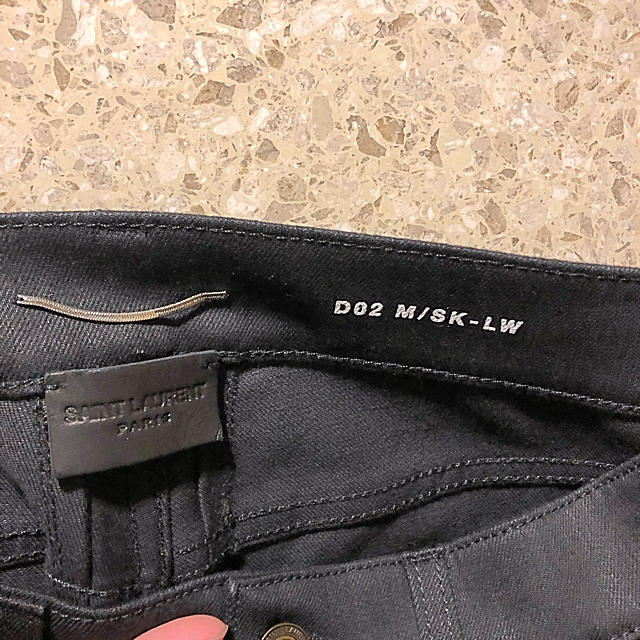 D02 M/SK-LW
SAINT LAURENT
PARIS